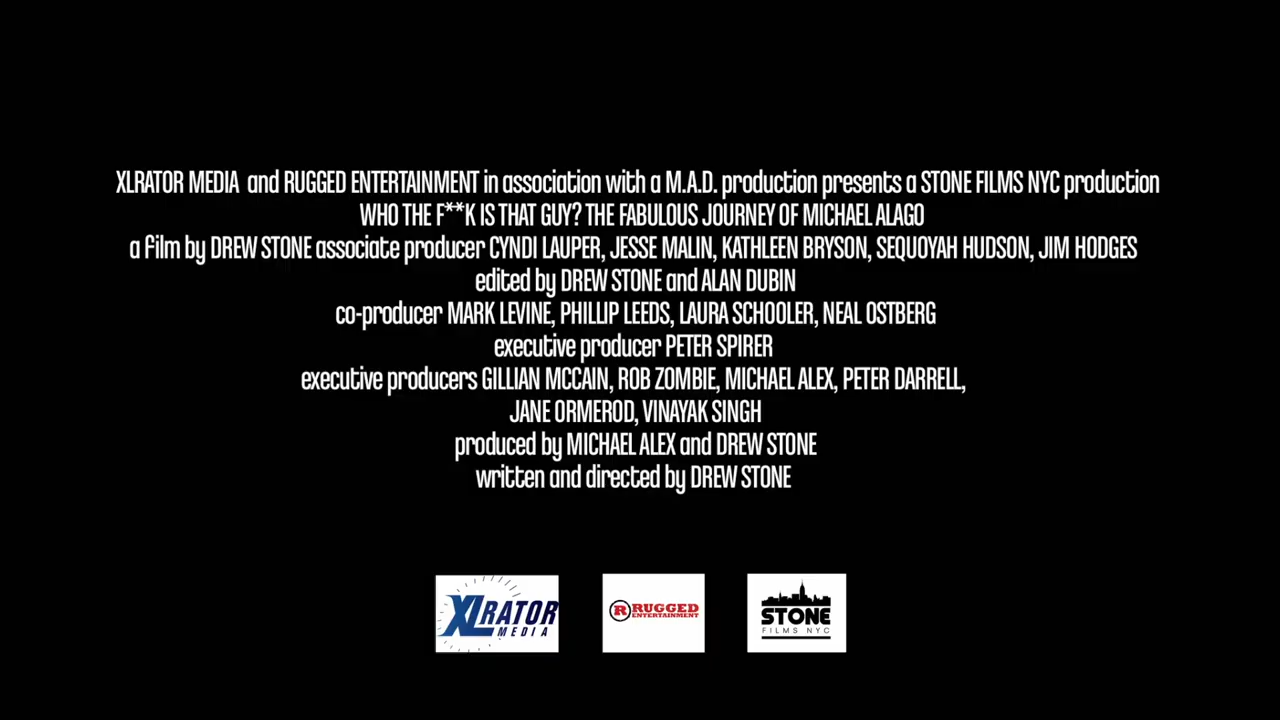 XLRATOR MEDIA and RUGGED ENTERTAINMENT in association with a M.A.D. production presents a STONE FILMS NYC production
WHO THE F**K IS THAT GUY? THE FABULOUS JOURNEY OF MICHAEL ALAGO
a film by DREW STONE associate producer CYNDI LAUPER, JESSE MALIN, KATHLEEN BRYSON, SEQUOYAH HUDSON, JIM HODGES
edited by DREW STONE and ALAN DUBIN
co-producer MARK LEVINE, PHILLIP LEEDS, LAURA SCHOOLER, NEAL OSTBERG
executive producer PETER SPIRER
executive producers GILLIAN MCCAIN, ROB ZOMBIE, MICHAEL ALEX, PETER DARRELL,
JANE ORMEROD, VINAYAK SINGH
produced by MICHAEL ALEX and DREW STONE
written and directed by DREW STONE
XLRATOR
MEDIA
R RUGGED
ENTERTAINMENT
STONE
FILMS NYC